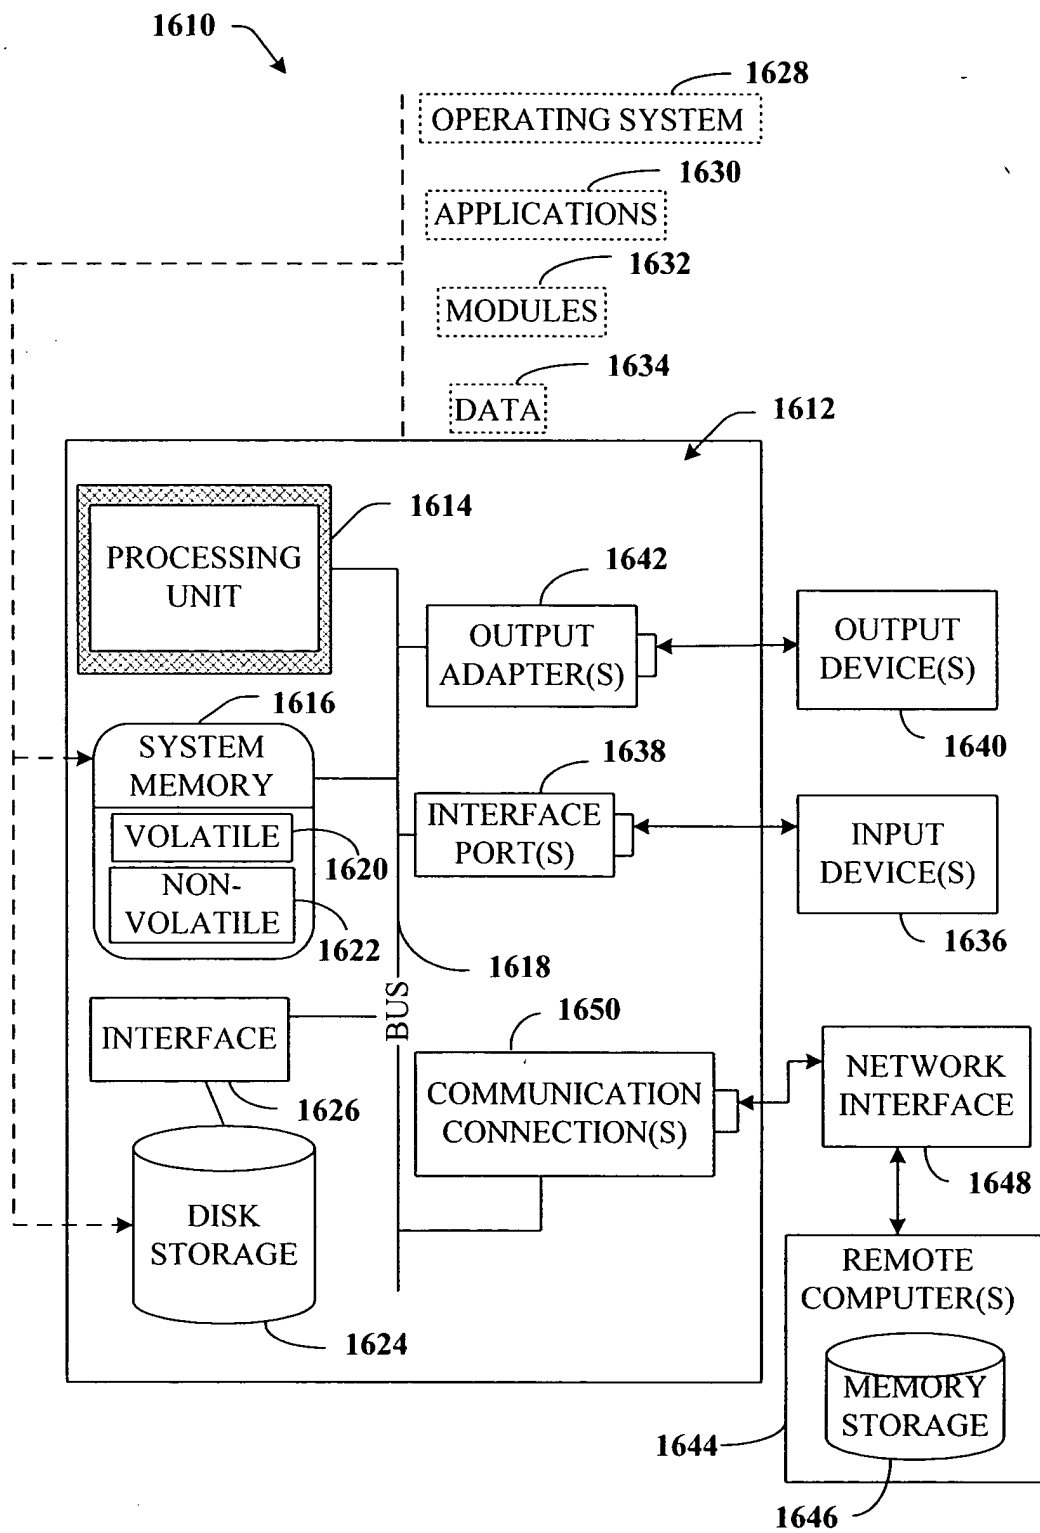 1610
1628
OPERATING SYSTEM
1630
APPLICATIONS
1632
MODULES
1634
DATA
1612
1614
PROCESSING
UNIT
1642
OUTPUT
ADAPTER(S)
OUTPUT
DEVICE(S)
1640
1616
SYSTEM
MEMORY
VOLATILE
1620
NON-
VOLATILE
1622
1638
INTERFACE
PORT(S)
INPUT
DEVICE(S)
1636
1618
BUS
INTERFACE
1626
1650
COMMUNICATION
CONNECTION(S)
NETWORK
INTERFACE
1648
DISK
STORAGE
1624
REMOTE
COMPUTER(S)
MEMORY
STORAGE
1644
1646